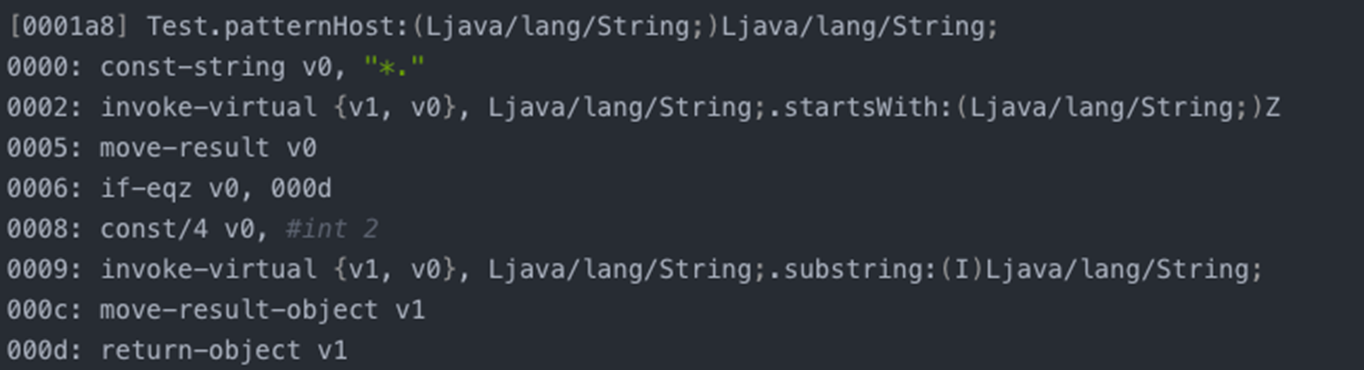 [0001a8] Test.patternHost:(Ljava/lang/String;)Ljava/lang/String;
0000: const-string v0, "*."
0002: invoke-virtual {v1, v0}, Ljava/lang/String;.startsWith:(Ljava/lang/String;)Z
0005: move-result v0
0006: if-eqz v0, 000d
0008: const/4 v0, #int 2
0009: invoke-virtual {v1, v0}, Ljava/lang/String;.substring:(I)Ljava/lang/String;
000c: move-result-object v1
000d: return-object v1